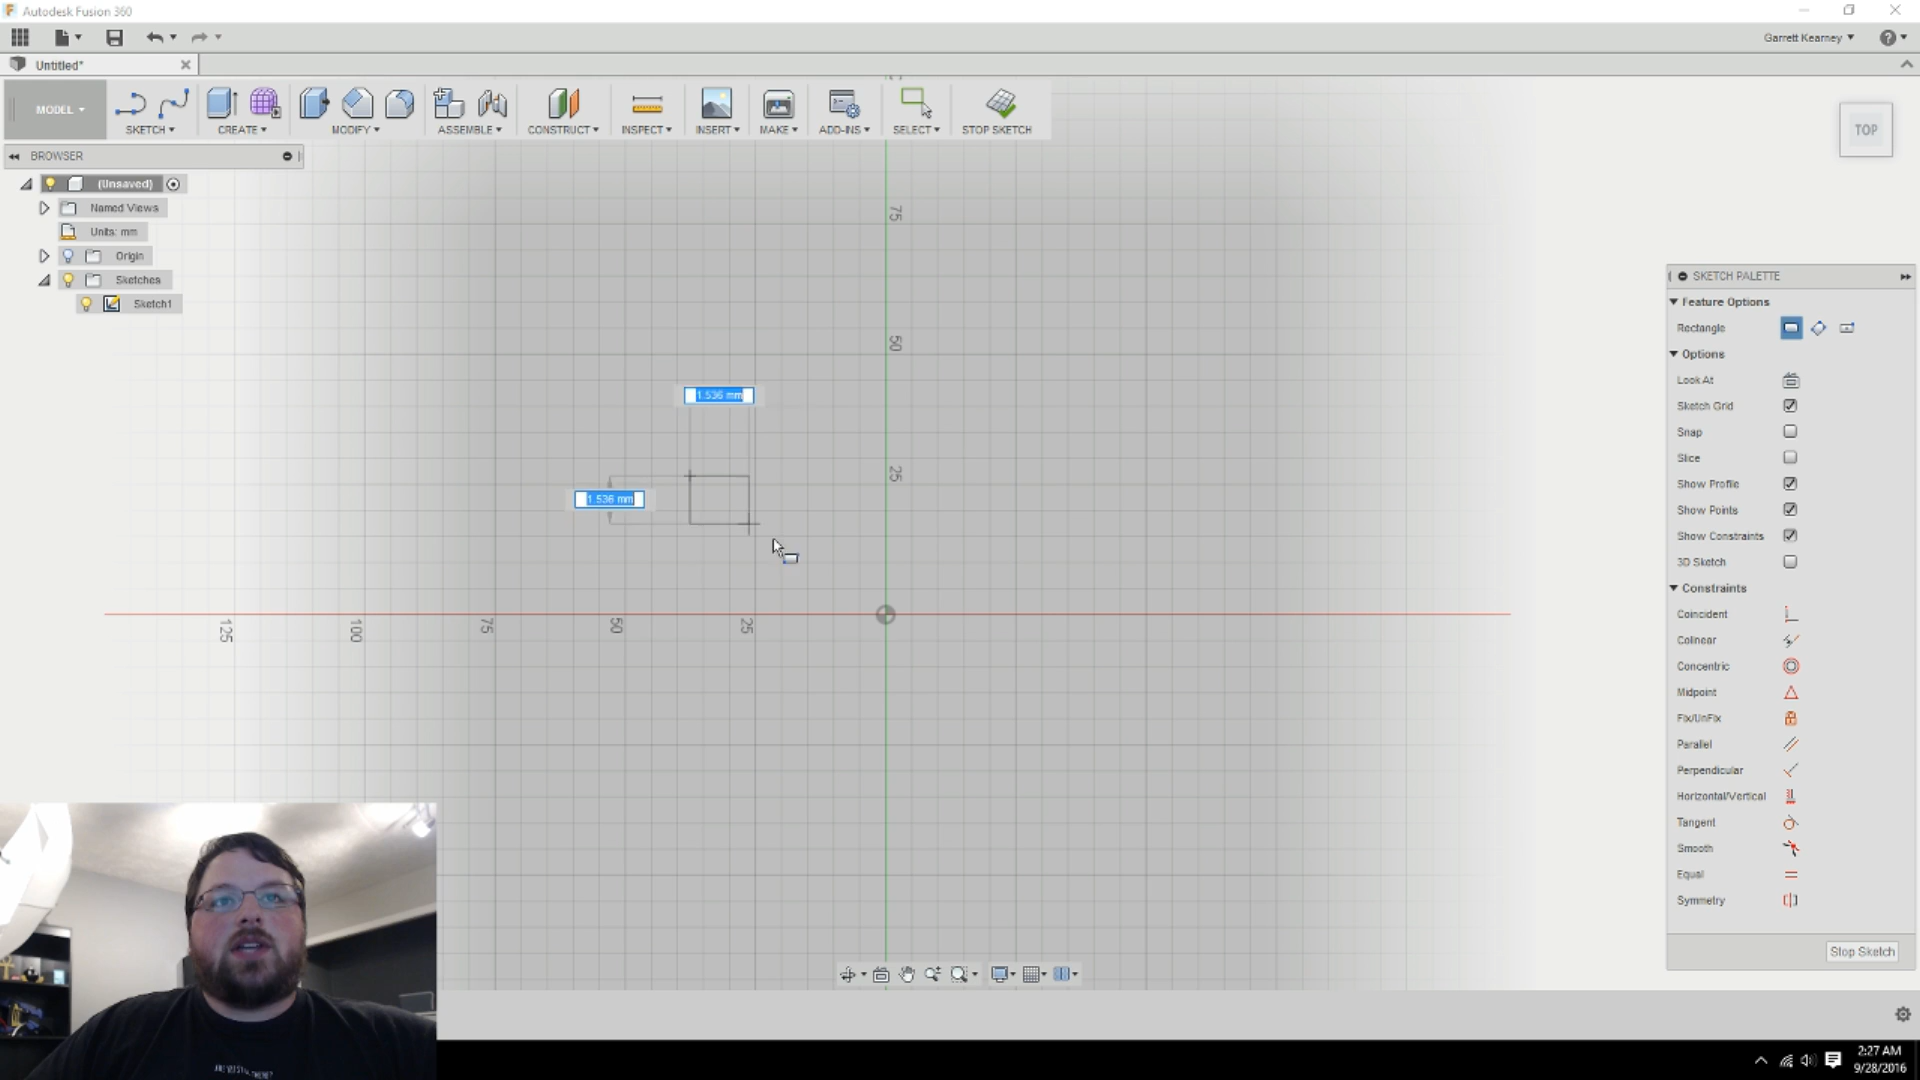 Autodesk Fusion 360
Garrett Kearney
Untitled*
MODEL
SKETCH
CREATE
MODIFY
ASSEMBLE
CONSTRUCT
INSPECT
INSERT
MAKE
ADD-INS
SELECT
STOP SKETCH
TOP
BROWSER
(Unsaved)
Named Views
Units: mm
Origin
Sketches
Sketch1
75
50
25
1.536 mm
1.536 mm
125
100
75
50
25
SKETCH PALETTE
Feature Options
Rectangle
Options
Look At
Sketch Grid
Snap
Slice
Show Profile
Show Points
Show Constraints
3D Sketch
Constraints
Coincident
Colinear
Concentric
Midpoint
Fix/UnFix
Parallel
Perpendicular
Horizontal/Vertical
Tangent
Smooth
Equal
Symmetry
Stop Sketch
2:27 AM
9/28/2016